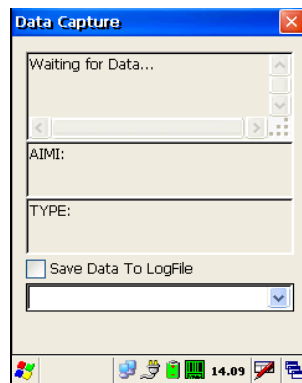 Data Capture
Waiting for Data...
AIMI:
TYPE:
Save Data To LogFile
14.09